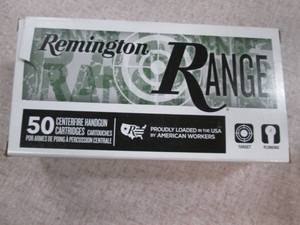 Remington RANGE
50 CENTERFIRE HANDGUN
CARTRIDGES CARTOUCHES
POR ARMES DE POING À PERCUSSION CENTRALE
R
PROUDLY LOADED IN THE USA
BY AMERICAN WORKERS
TARGET PLINKING